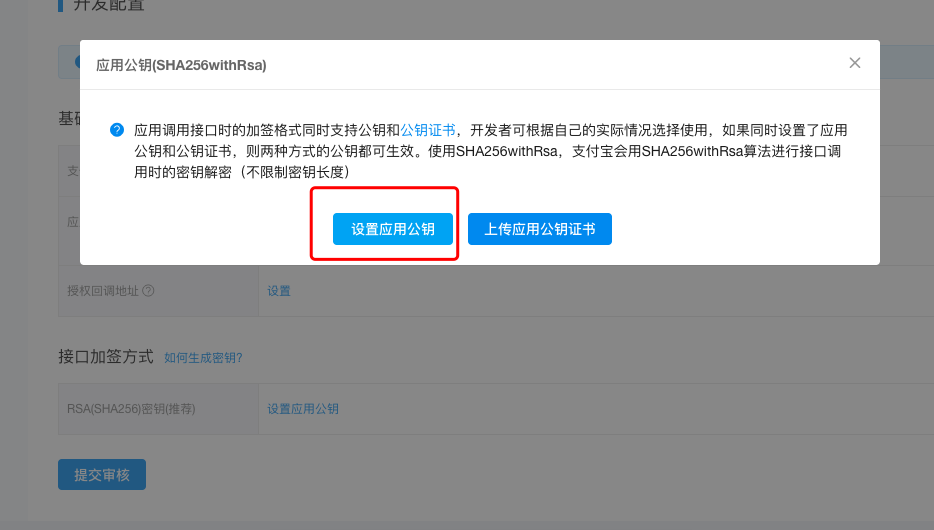 开发配置
应用公钥(SHA256withRsa)
应用调用接口时的加签格式同时支持公钥和公钥证书，开发者可根据自己的实际情况选择使用，如果同时设置了应用
公钥和公钥证书，则两种方式的公钥都可生效。使用SHA256withRsa，支付宝会用SHA256withRsa算法进行接口调
用时的密钥解密（不限制密钥长度）
设置应用公钥 上传应用公钥证书
基础
支
应
授权回调地址 设置
接口加签方式 如何生成密钥?
RSA(SHA256)密钥(推荐) 设置应用公钥
提交审核